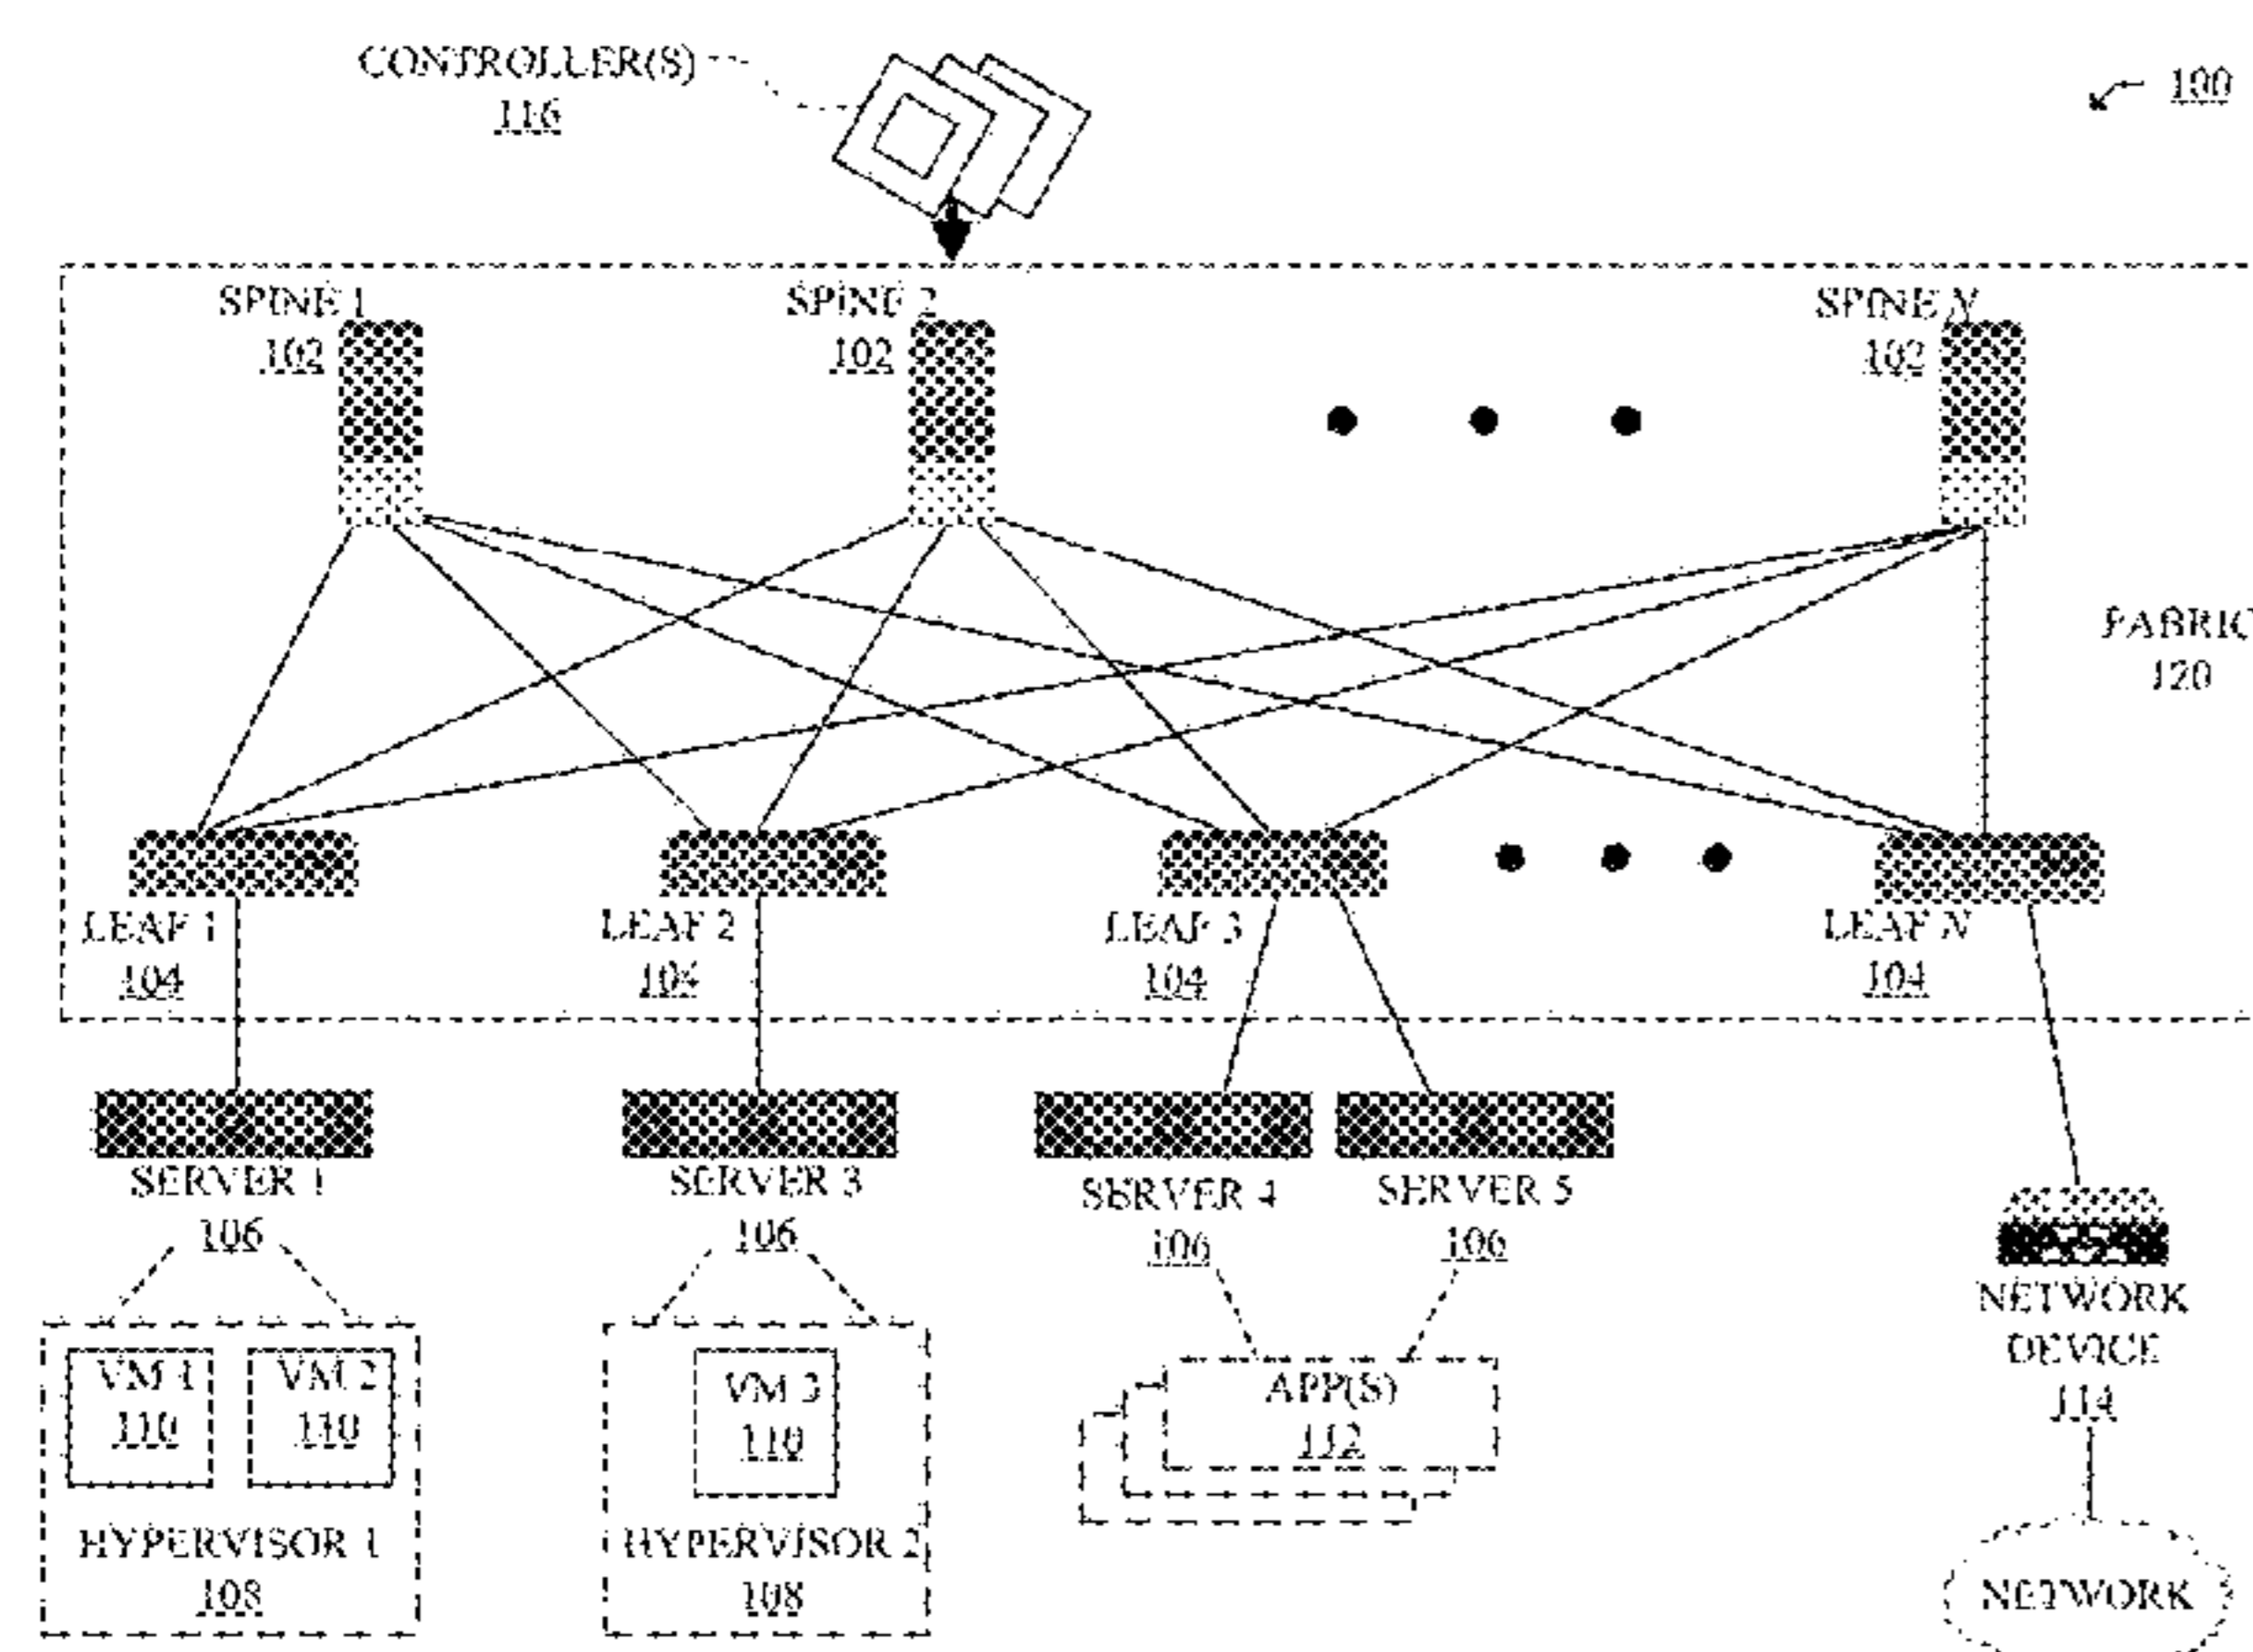 CONTROLLER(S)
116
100
SPINE 1
102
SPINE 2
102
SPINE N
102
FABRIC
120
LEAF 1
104
LEAF 2
104
LEAF 3
104
LEAF N
104
SERVER 1
106
SERVER 3
106
SERVER 4
106
SERVER 5
106
NETWORK
DEVICE
114
VM 1
110
VM 2
110
HYPERVISOR 1
108
VM 3
110
HYPERVISOR 2
108
APP(S)
112
NETWORK